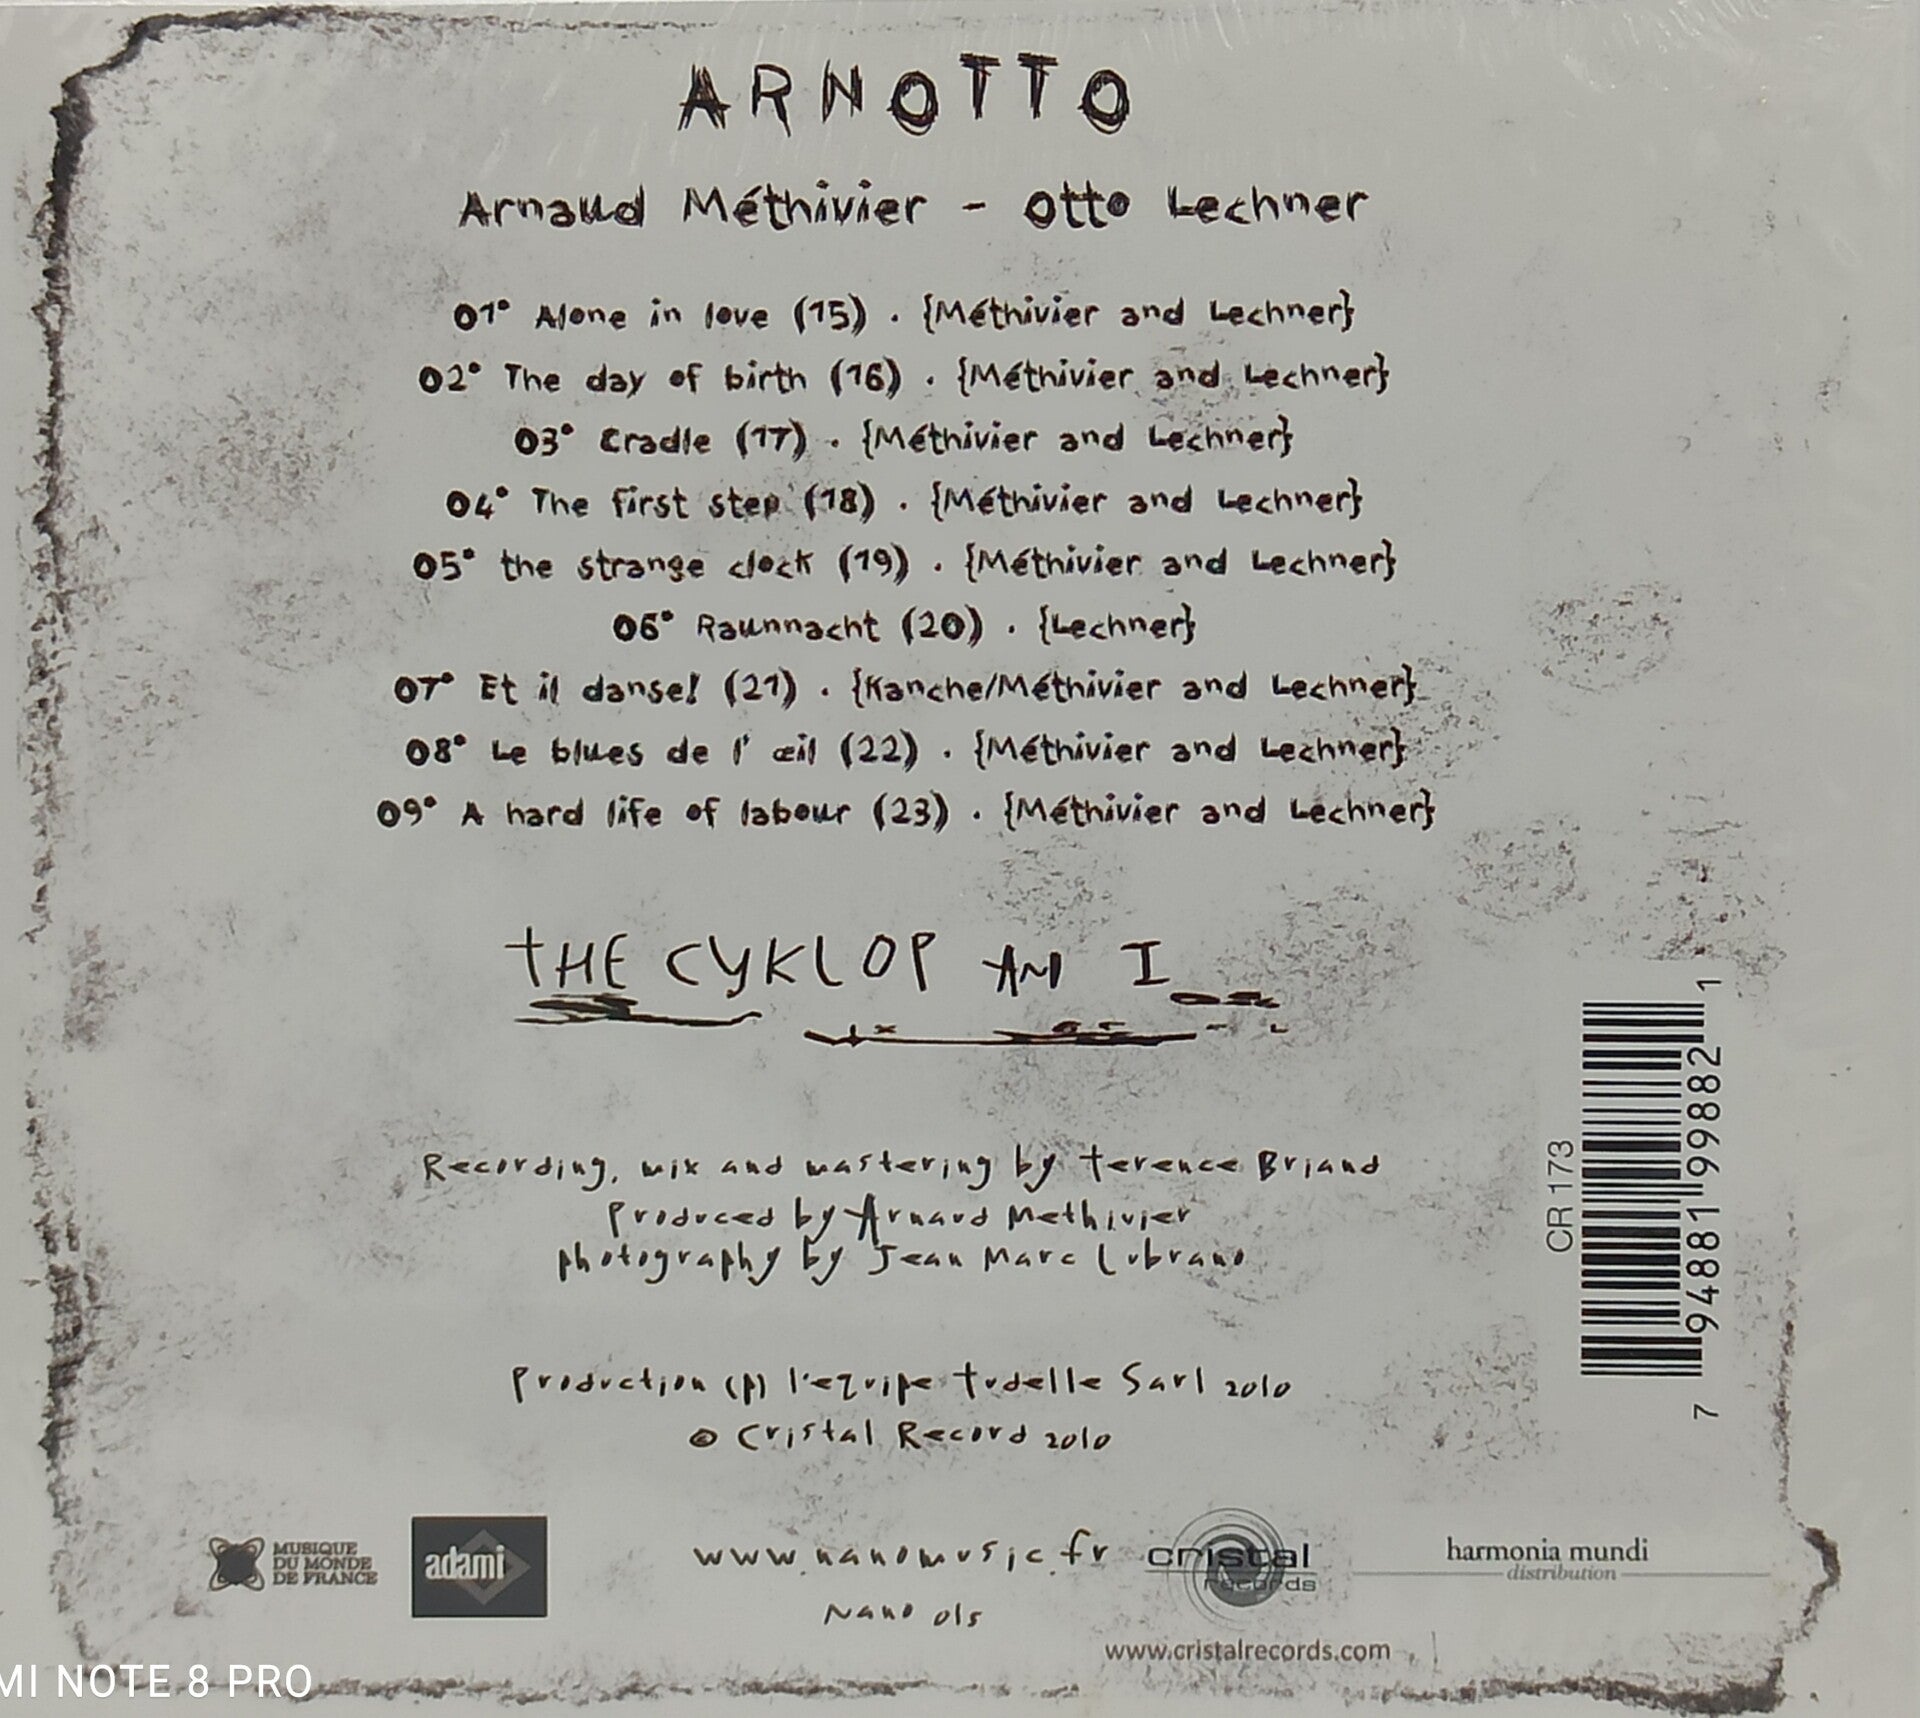 ARNOTTO
Arnaud Méthivier - Otto Lechner
01° Alone in love (15) . {Méthivier and Lechner}
02° The day of birth (16) . {Méthivier and Lechner}
03° Cradle (17) . {Méthivier and Lechner}
04° The first step (18) . {Méthivier and Lechner}
05° the strange clock (19) . {Méthivier and Lechner}
06° Raunnacht (20) . {Lechner}
07° Et il danse! (21) . {Kanche/Méthivier and Lechner}
08° Le blues de l' œil (22) . {Méthivier and Lechner}
09° A hard life of labour (23) . {Méthivier and Lechner}
THE CYKLOP AND I
Recording, mix and mastering by terence Briand
Produced by Arnaud Methivier
photography by Jean Marc Lubrano
Production (p) l'equipe tudelle Sarl 2010
© Cristal Record 2010
CR 173
7 94881 99882 1
MUSIQUE
DU MONDE
DE FRANCE
adami
www.nanomusic.fr
Nano 015
cristal
records
www.cristalrecords.com
harmonia mundi
distribution
MI NOTE 8 PRO